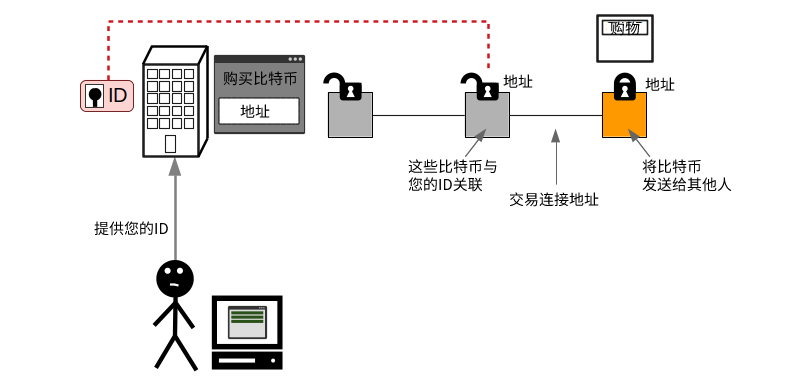 购物
ID
购买比特币
地址
地址
地址
这些比特币与
您的ID关联
将比特币
发送给其他人
交易连接地址
提供您的ID